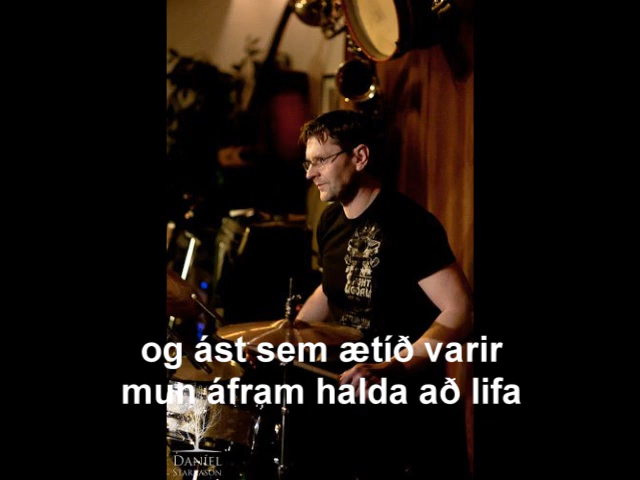 og ást sem ætíð varir
mun áfram halda að lifa
DANÍEL
STARRASON